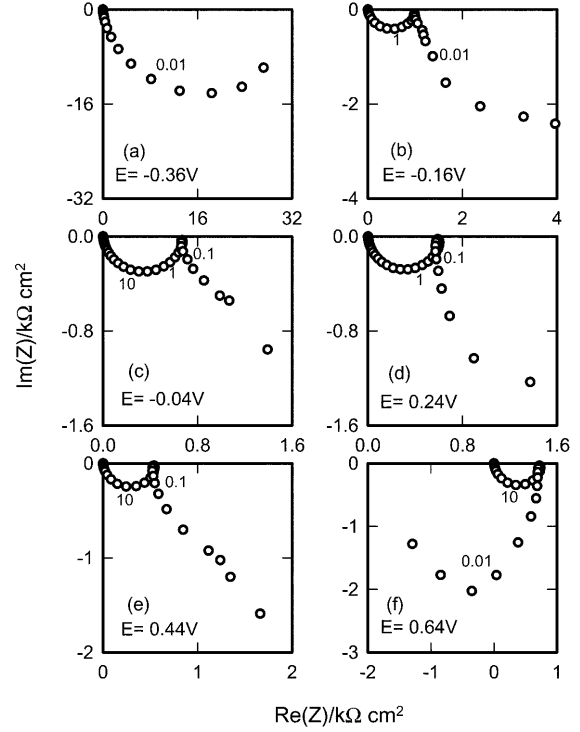 0
-16
-32
0 16 32
0.01
(a)
E= -0.36V
0
-2
-4
0 2 4
1
0.01
(b)
E= -0.16V
0.0
-0.8
-1.6
0.0 0.8 1.6
10
1
0.1
(c)
E= -0.04V
0.0
-0.8
-1.6
0.0 0.8 1.6
1
0.1
(d)
E= 0.24V
0
-1
-2
0 1 2
10
0.1
(e)
E= 0.44V
0
-1
-2
-3
-2 -1 0 1
10
0.01
(f)
E= 0.64V
Im(Z)/kΩ cm2
Re(Z)/kΩ cm2